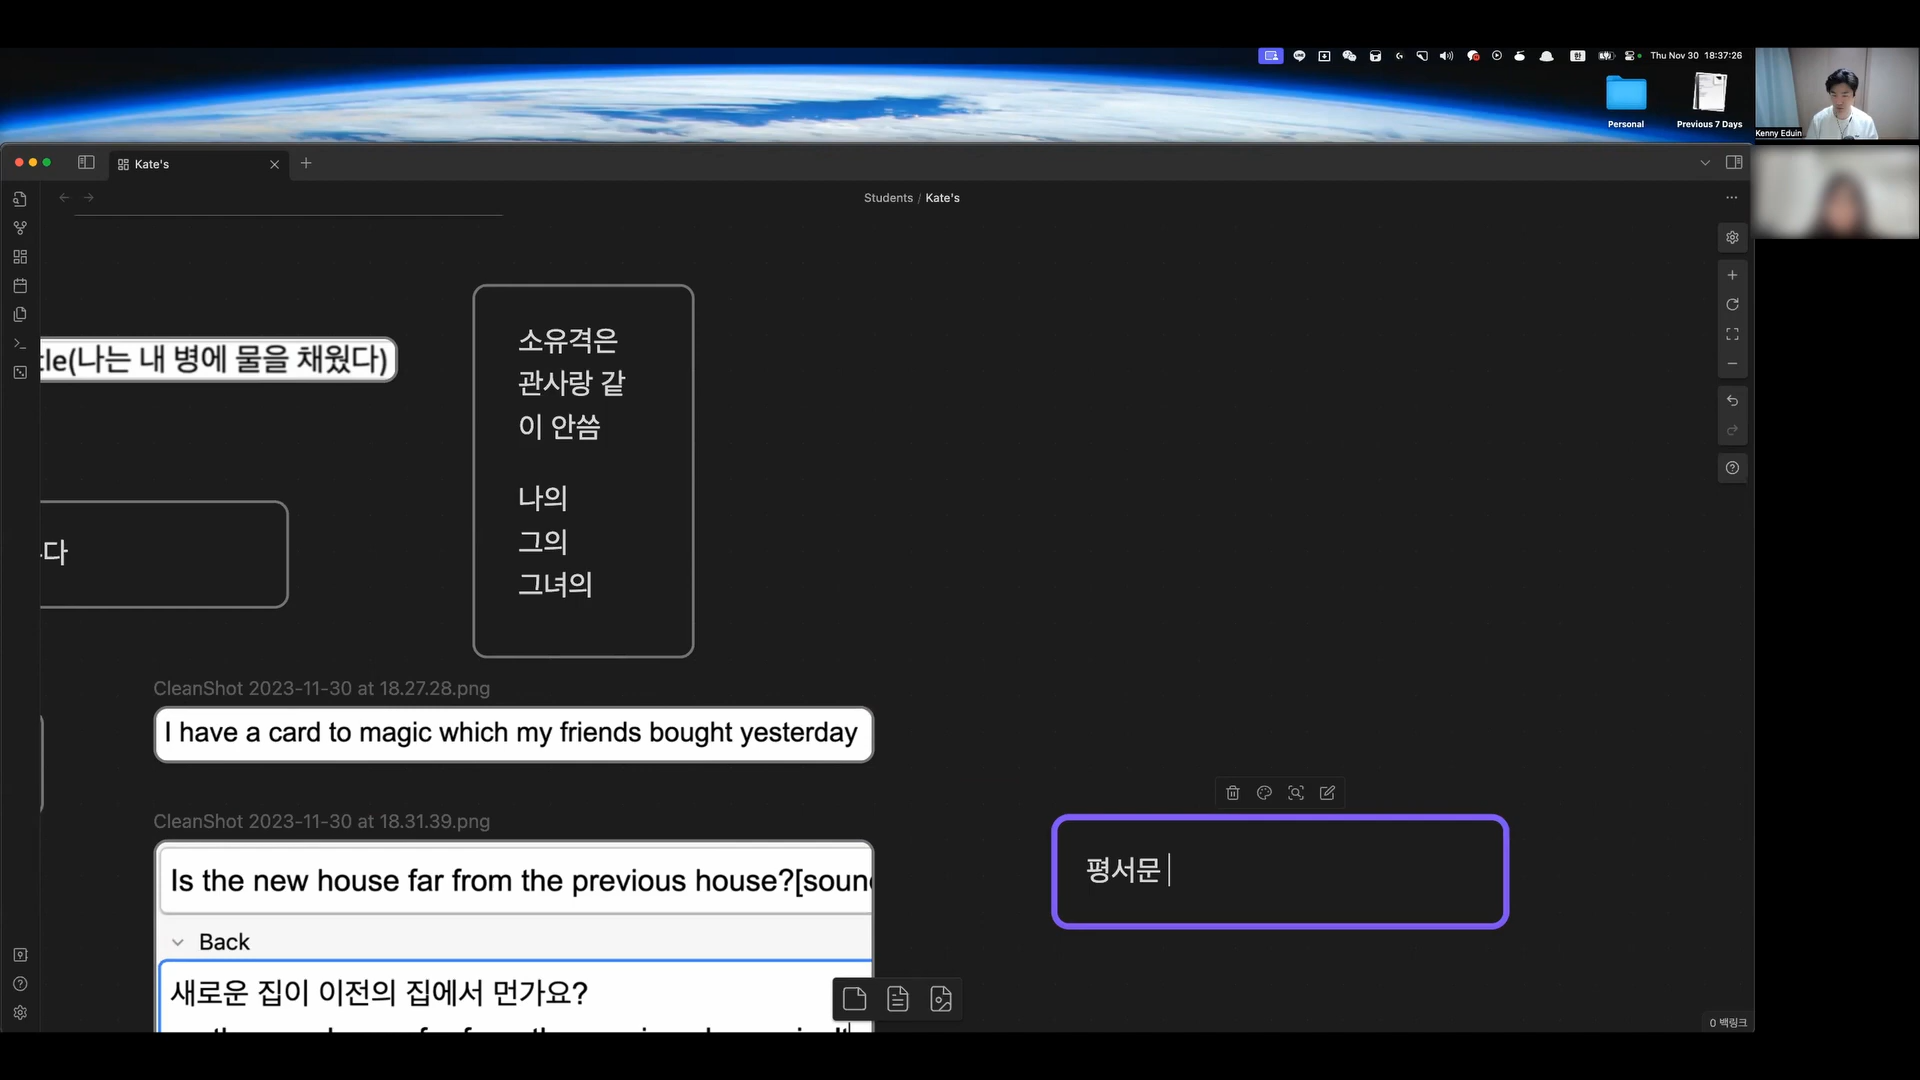 Thu Nov 30 18:37:26
Personal
Previous 7 Days
Kenny Eduin
Kate's
Students / Kate's
tle(나는 내 병에 물을 채웠다)
소유격은
관사랑 같
이 안씀
나의
그의
그녀의
다
CleanShot 2023-11-30 at 18.27.28.png
I have a card to magic which my friends bought yesterday
CleanShot 2023-11-30 at 18.31.39.png
Is the new house far from the previous house?[soun
평서문
Back
새로운 집이 이전의 집에서 먼가요?
0 백링크